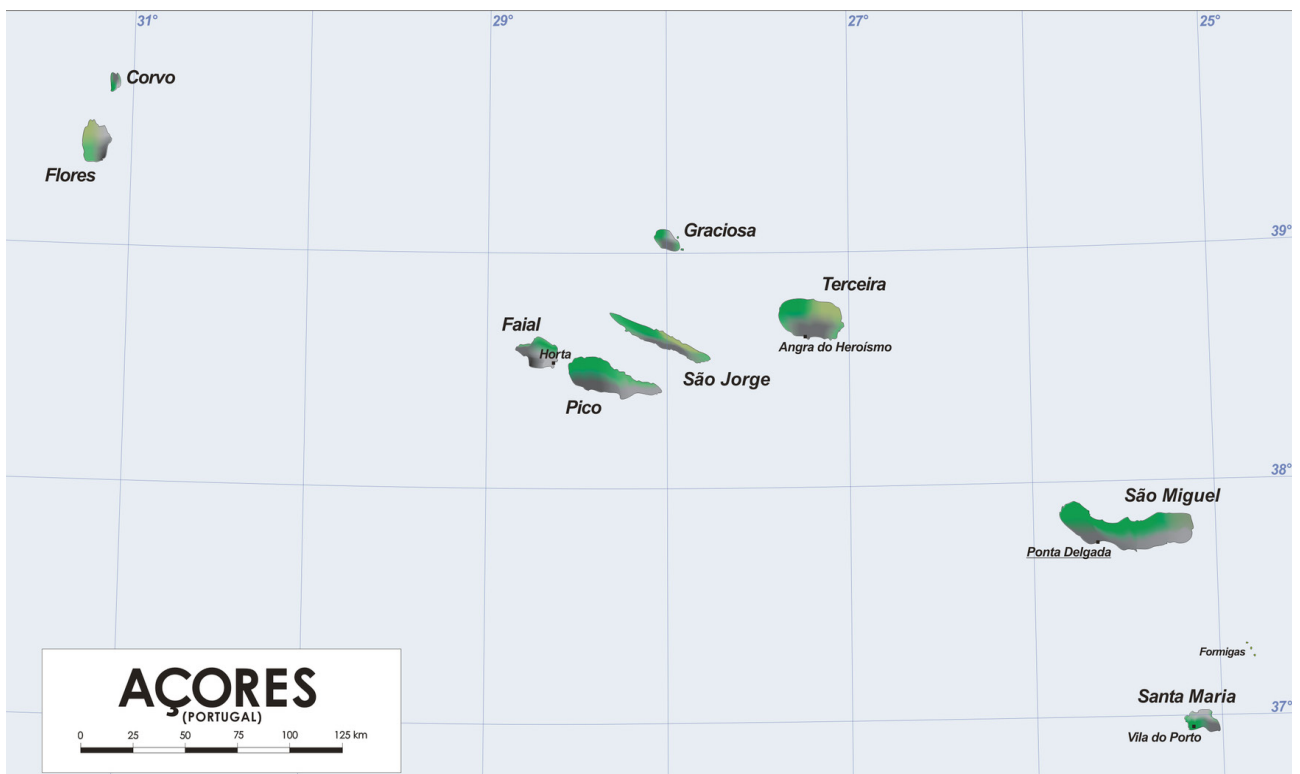 31°
29°
27°
25°
Corvo
Flores
Graciosa
39°
Terceira
Faial
Horta
Angra do Heroísmo
São Jorge
Pico
38°
São Miguel
Ponta Delgada
Formigas
Santa Maria
37°
Vila do Porto
AÇORES
(PORTUGAL)
0 25 50 75 100 125 km